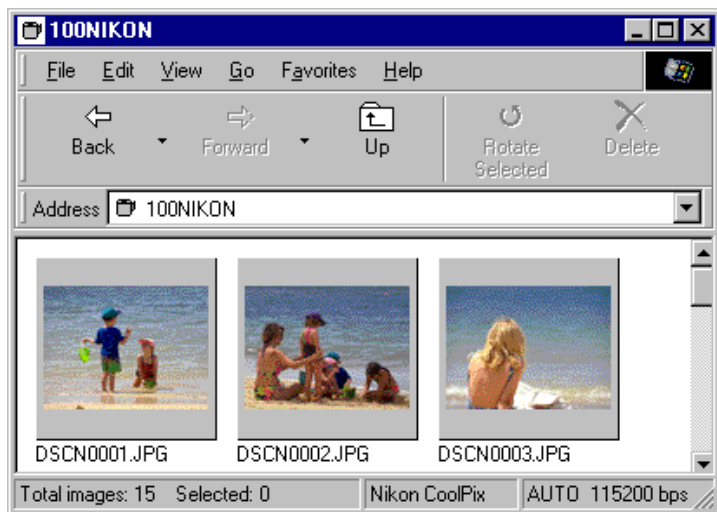 100NIKON
File Edit View Go Favorites Help
Back Forward Up Rotate Selected Delete
Address 100NIKON
DSCN0001.JPG DSCN0002.JPG DSCN0003.JPG
Total images: 15 Selected: 0 Nikon CoolPix AUTO 115200 bps